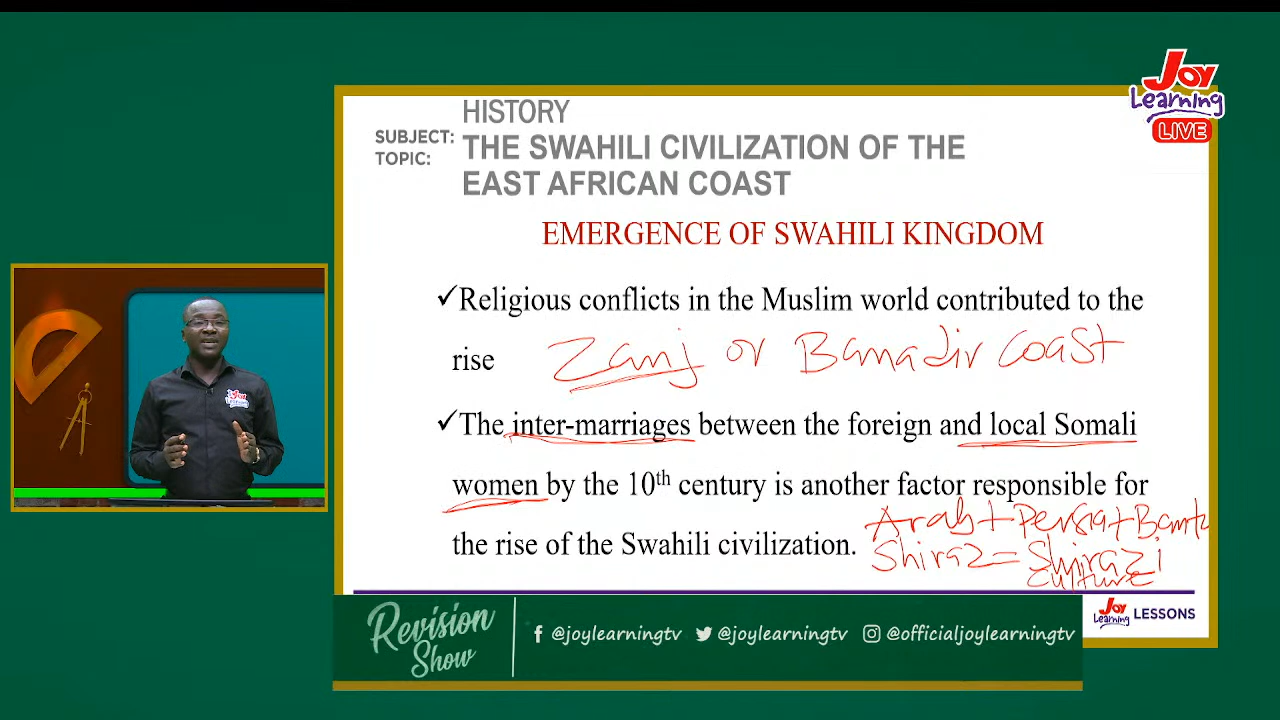 JOY
Learning
LIVE
HISTORY
SUBJECT:
TOPIC:
THE SWAHILI CIVILIZATION OF THE
EAST AFRICAN COAST
EMERGENCE OF SWAHILI KINGDOM
✓Religious conflicts in the Muslim world contributed to the
rise Zanj or Banadir Coast
✓The inter-marriages between the foreign and local Somali
women by the 10th century is another factor responsible for
the rise of the Swahili civilization.
Arab + Persia +
Shiraz = Shirazi
culture
Joy
Learning
LESSONS
Revision
Show
@joylearningtv @joylearningtv @officialjoylearningtv